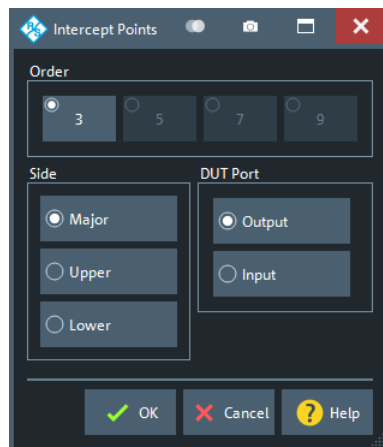 Intercept Points
Order
3 5 7 9
Side DUT Port
Major Output
Upper Input
Lower
OK Cancel ? Help